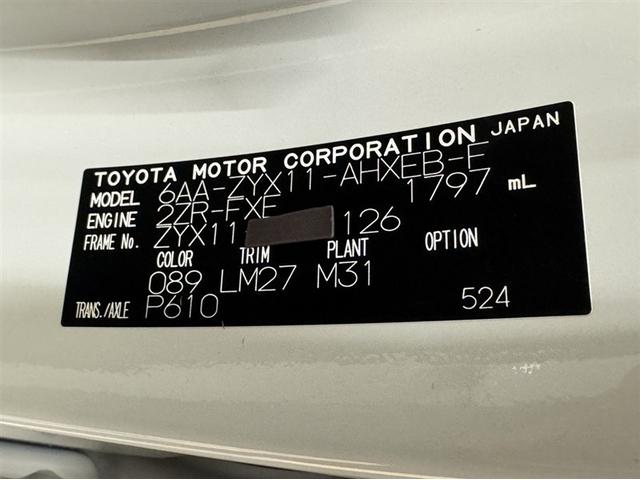 TOYOTA MOTOR CORPORATION JAPAN
MODEL 6AA-ZYX11-AHXEB-E
ENGINE 2ZR-FXE 1797 mL
FRAME No. ZYX11 126
COLOR TRIM PLANT OPTION
089 LM27 M31
TRANS./AXLE P610 524